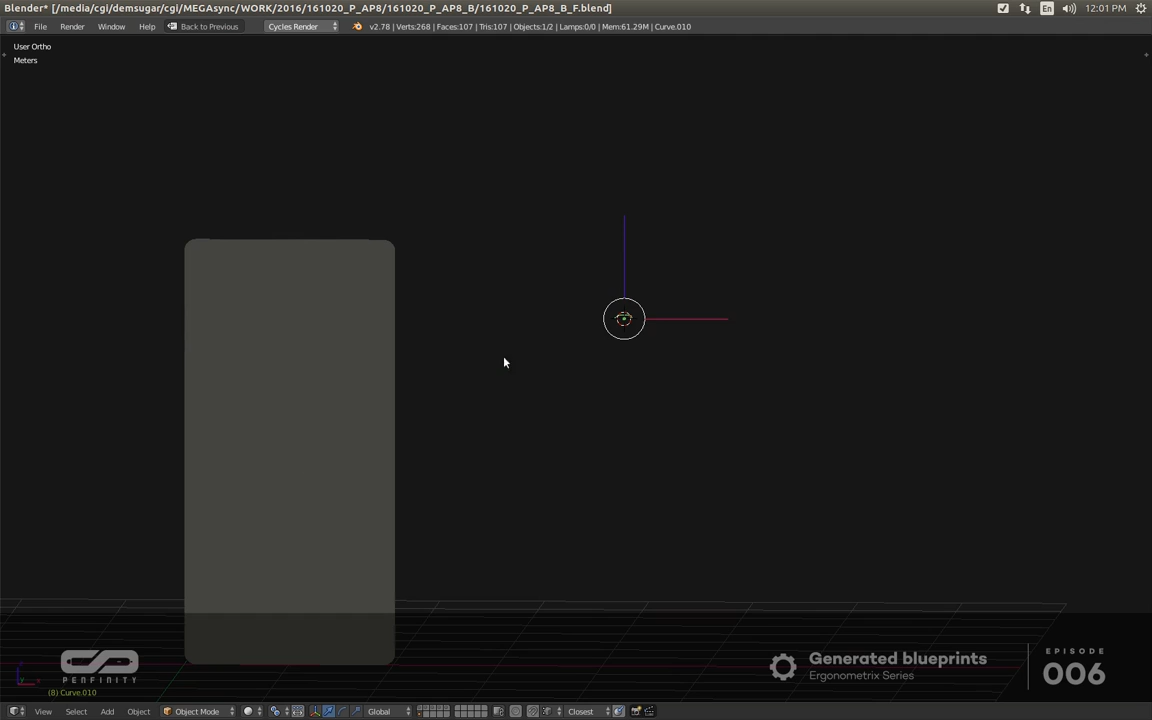 Blender* [/media/cgi/demsugar/cgi/MEGAsync/WORK/2016/161020_P_AP8/161020_P_AP8_B/161020_P_AP8_B_F.blend]
En
12:01 PM
File Render Window Help Back to Previous Cycles Render v2.78 | Verts:268 | Faces:107 | Tris:107 | Objects:1/2 | Lamps:0/0 | Mem:61.29M | Curve.010
User Ortho
Meters
PENFINITY
Generated blueprints
Ergonometrix Series
EPISODE
006
(8) Curve.010
View Select Add Object Object Mode Global Closest